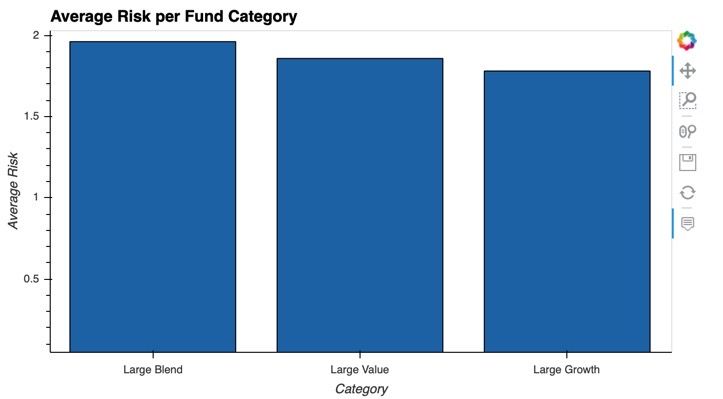 Average Risk per Fund Category
2
1.5
1
0.5
Average Risk
Large Blend
Large Value
Large Growth
Category